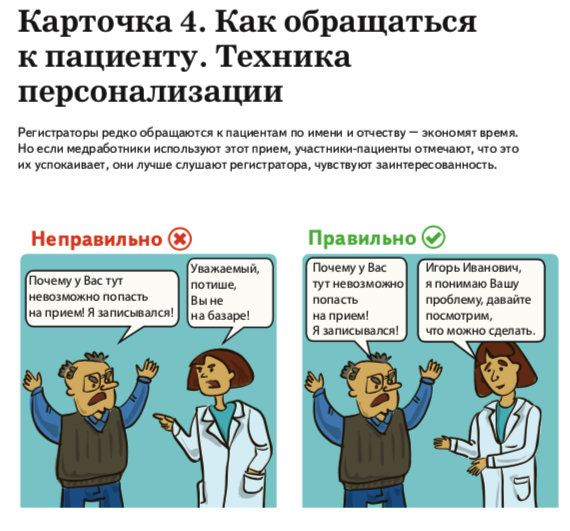 Карточка 4. Как обращаться
к пациенту. Техника
персонализации
Регистраторы редко обращаются к пациентам по имени и отчеству — экономят время.
Но если медработники используют этот прием, участники-пациенты отмечают, что это
их успокаивает, они лучше слушают регистратора, чувствуют заинтересованность.
Неправильно
Почему у Вас тут
невозможно попасть
на прием! Я записывался!
Уважаемый,
потише,
Вы не
на базаре!
Правильно
Почему у Вас
тут невозможно
попасть
на прием!
Я записывался!
Игорь Иванович,
я понимаю Вашу
проблему, давайте
посмотрим,
что можно сделать.